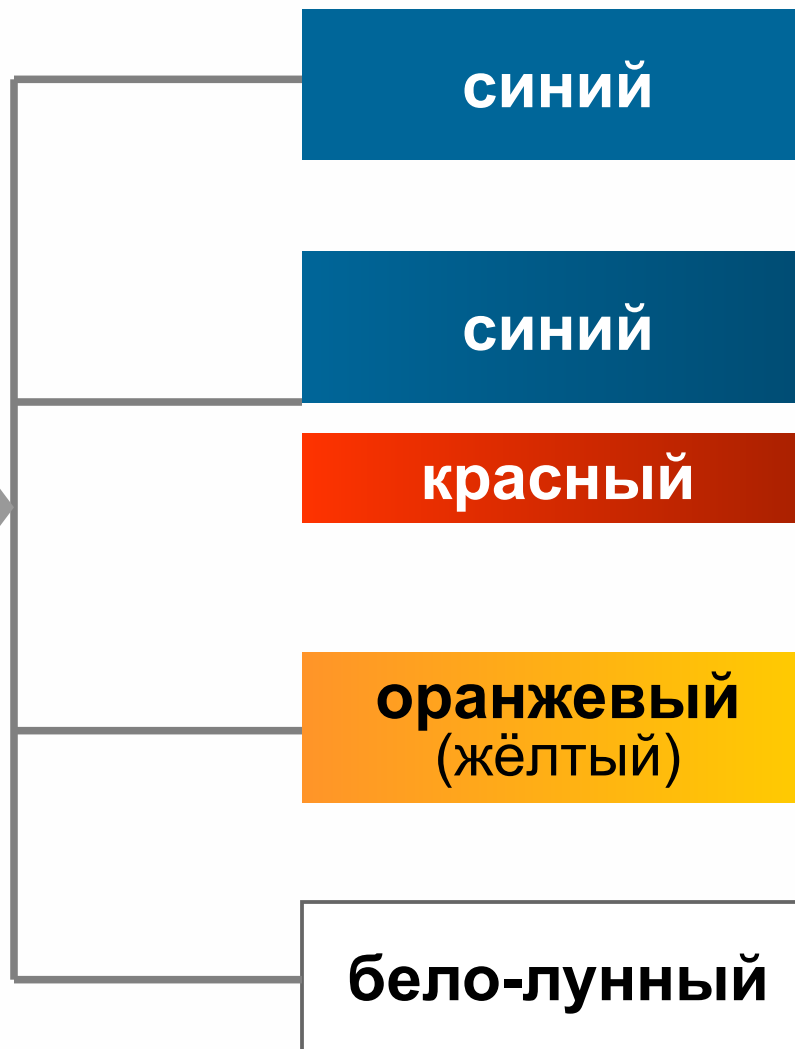 синий
синий
красный
оранжевый
(жёлтый)
бело-лунный